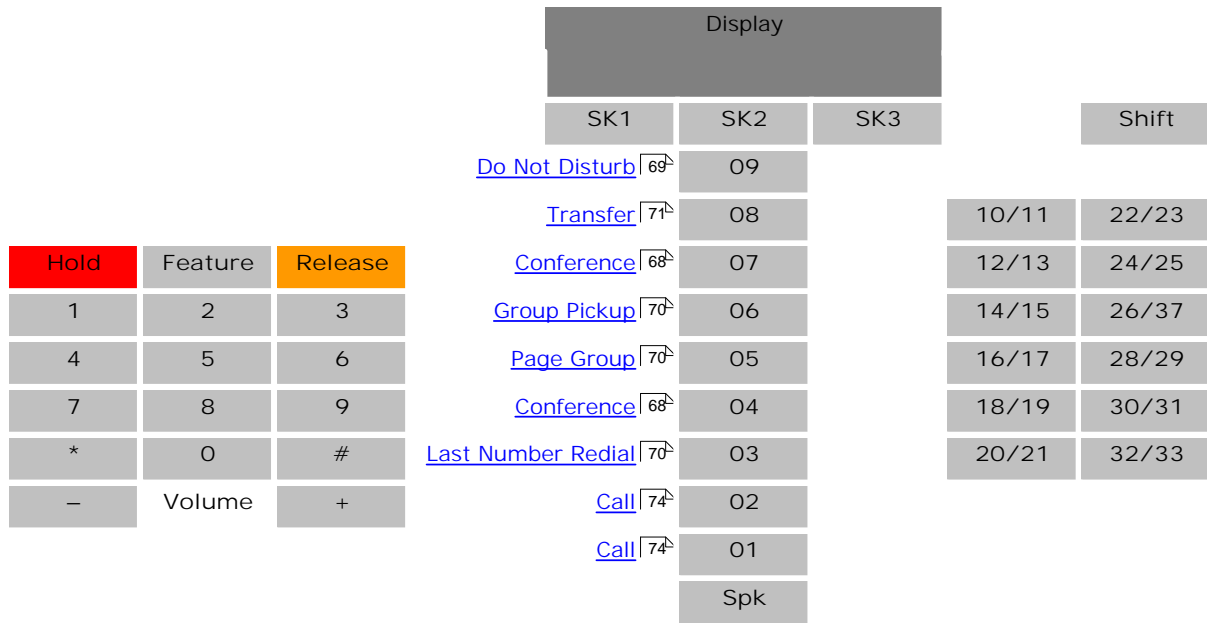 Display
SK1 SK2 SK3 Shift
Do Not Disturb 69 09
Transfer 71 08 10/11 22/23
Hold Feature Release Conference 68 07 12/13 24/25
1 2 3 Group Pickup 70 06 14/15 26/37
4 5 6 Page Group 70 05 16/17 28/29
7 8 9 Conference 68 04 18/19 30/31
* 0 # Last Number Redial 70 03 20/21 32/33
– Volume + Call 74 02
Call 74 01
Spk